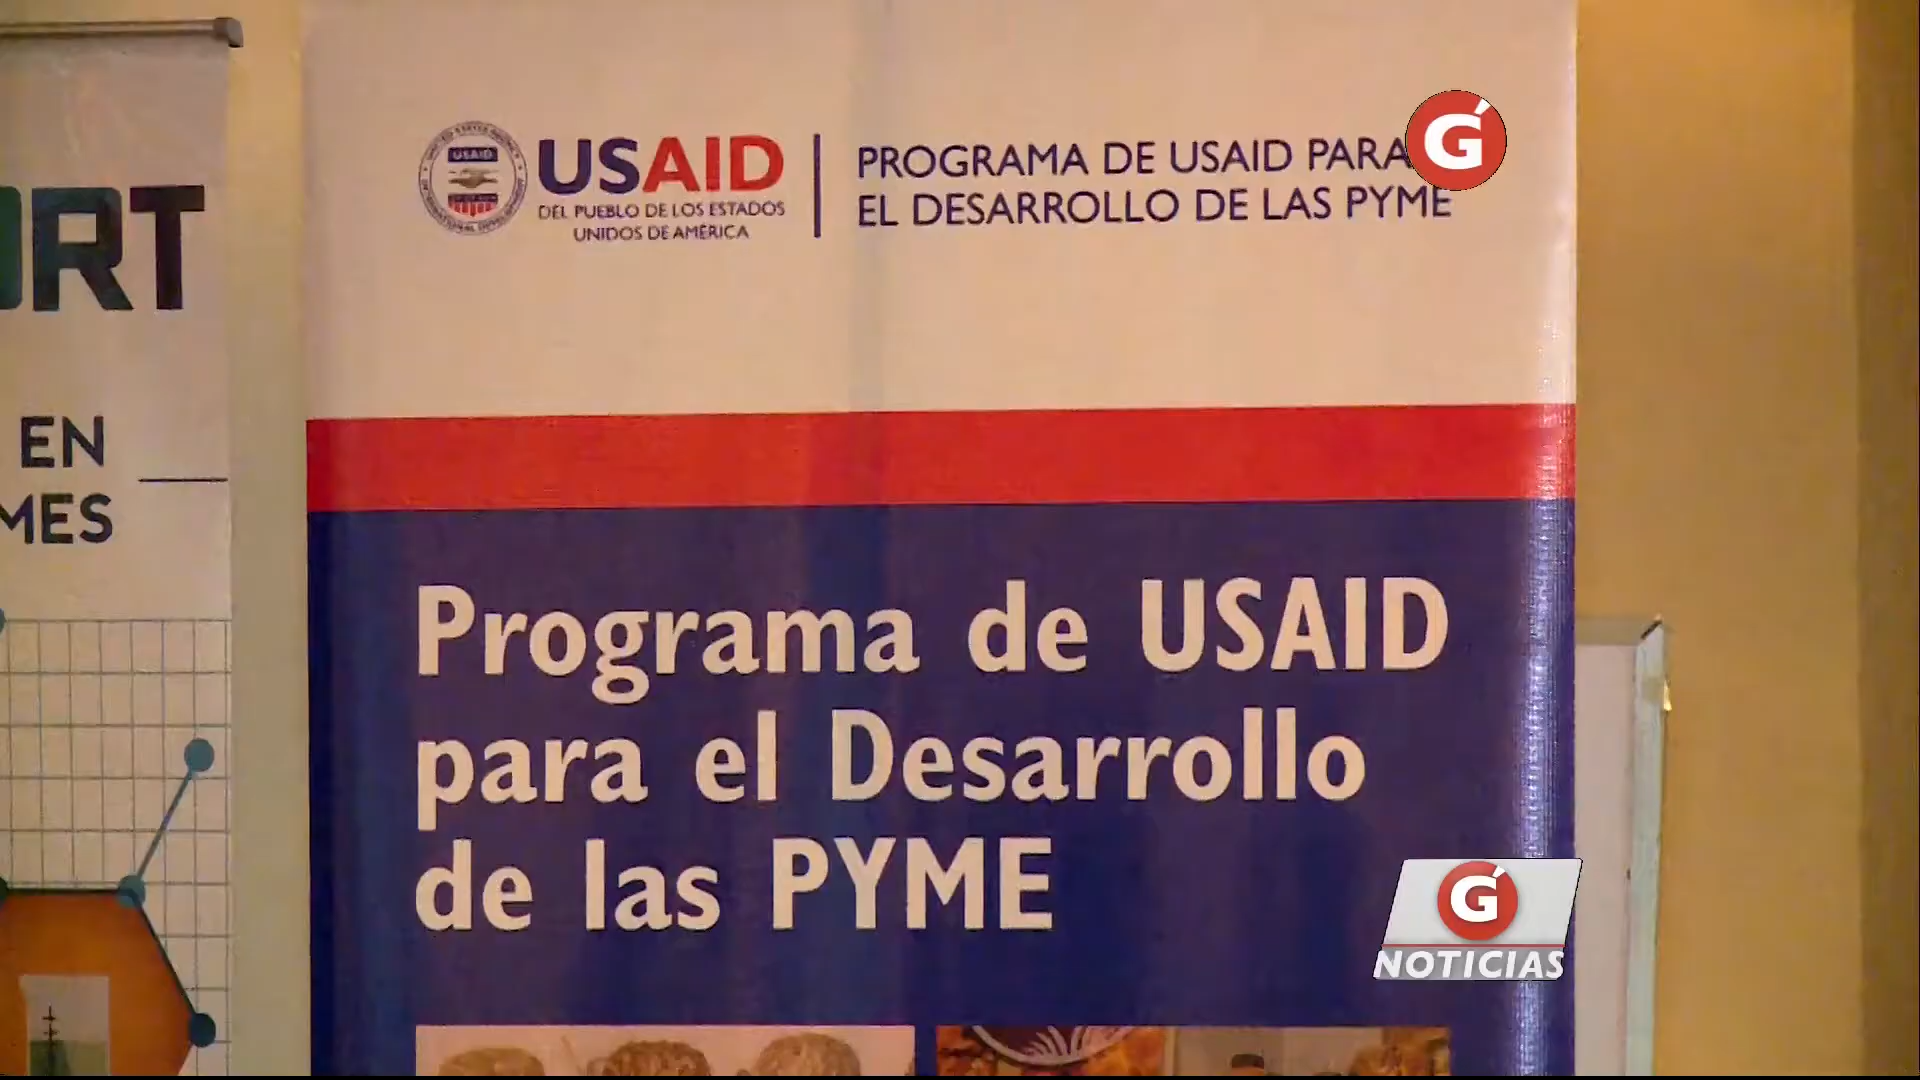 USAID
DEL PUEBLO DE LOS ESTADOS
UNIDOS DE AMÉRICA
PROGRAMA DE USAID PARA
EL DESARROLLO DE LAS PYME
Ǵ
EN
Programa de USAID
para el Desarrollo
de las PYME
Ǵ
NOTICIAS